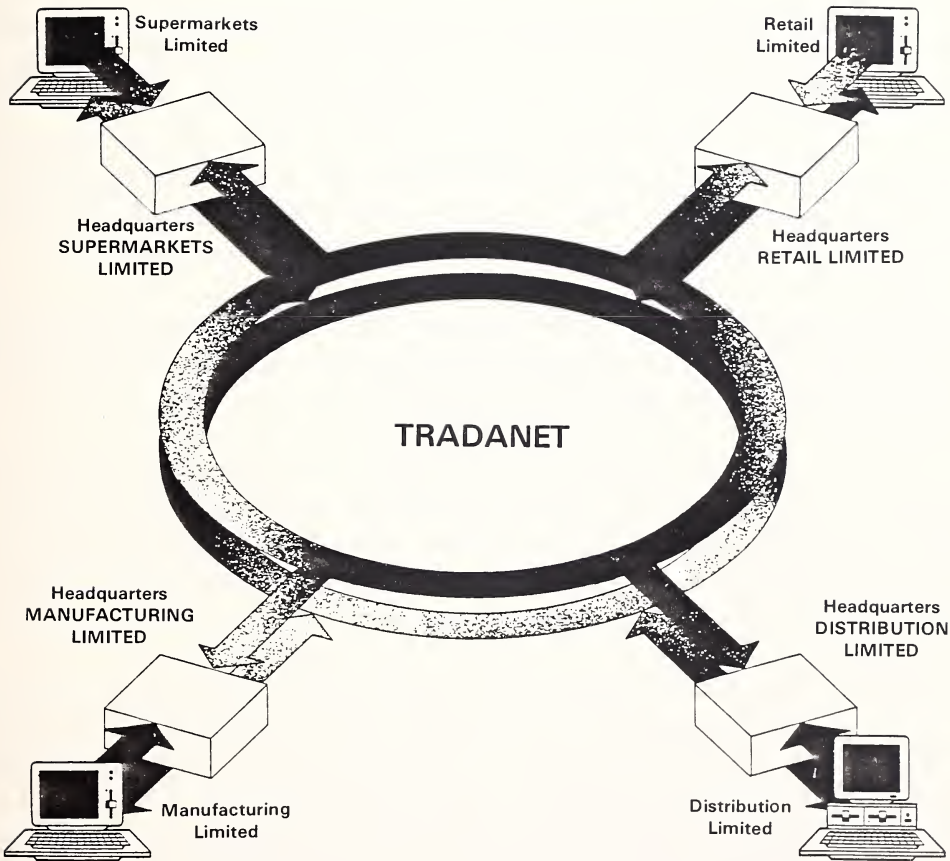 Supermarkets
Limited
Retail
Limited
Headquarters
SUPERMARKETS
LIMITED
Headquarters
RETAIL LIMITED
TRADANET
Headquarters
MANUFACTURING
LIMITED
Headquarters
DISTRIBUTION
LIMITED
Manufacturing
Limited
Distribution
Limited